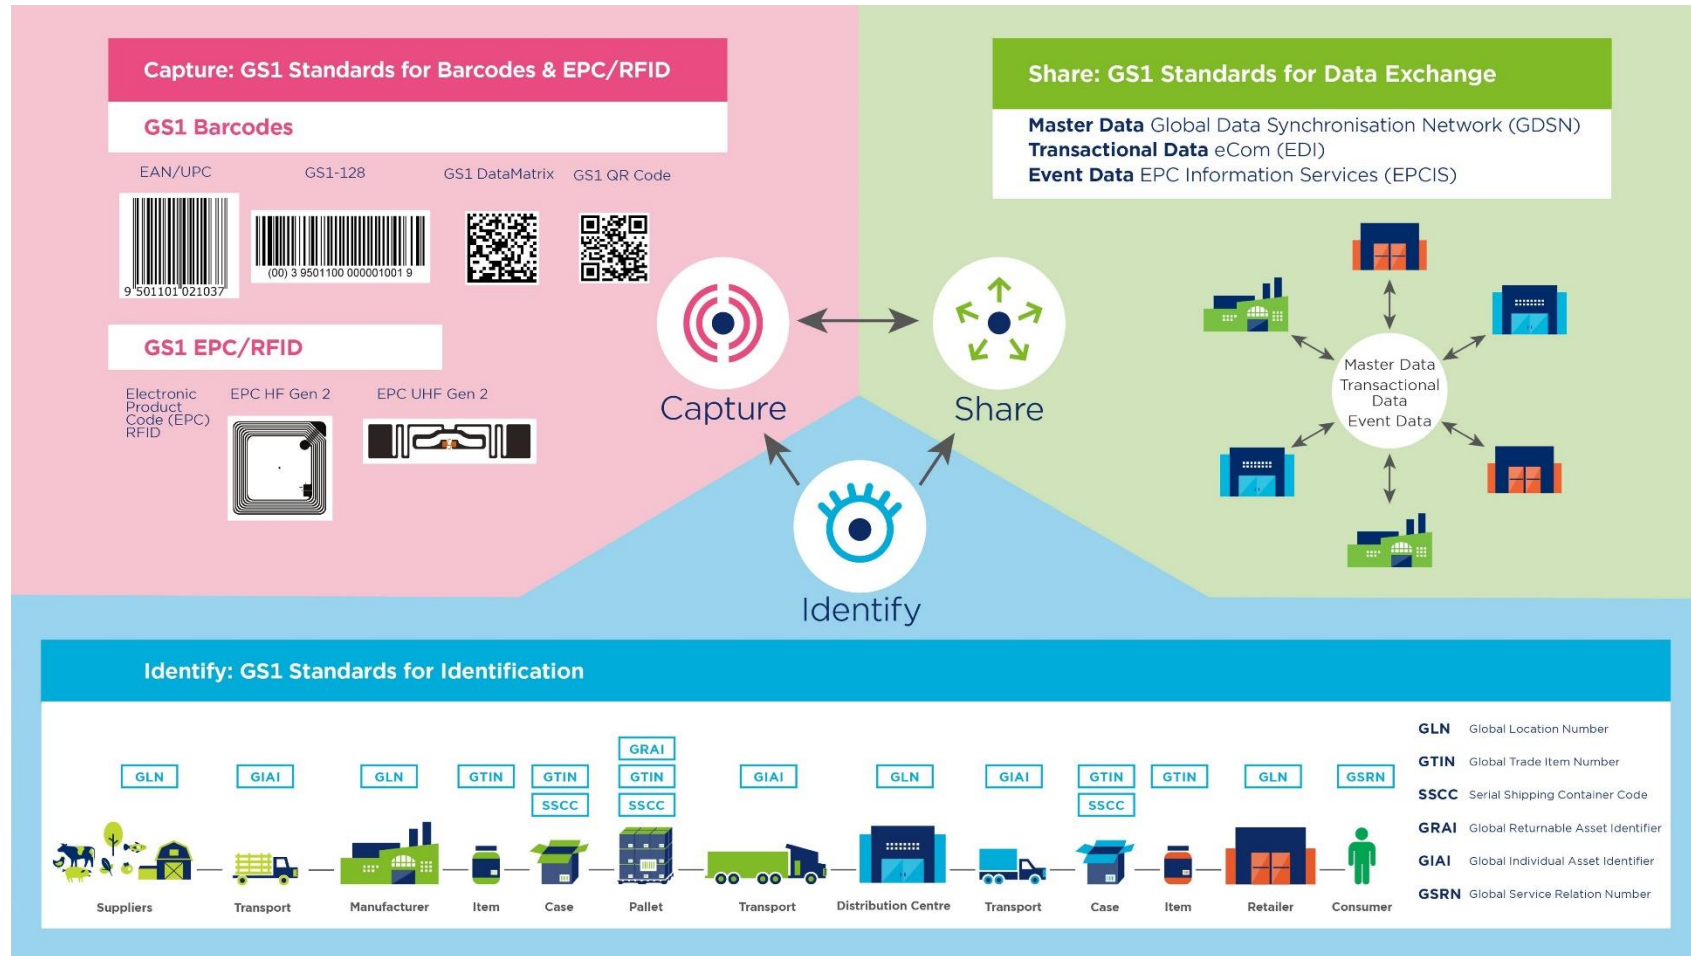 Capture: GS1 Standards for Barcodes & EPC/RFID
GS1 Barcodes
EAN/UPC
GS1-128
GS1 DataMatrix
GS1 QR Code
9 501101 021037
(00) 3 9501100 000001001 9
GS1 EPC/RFID
Electronic
Product
Code (EPC)
RFID
EPC HF Gen 2
EPC UHF Gen 2
Capture
Share
Identify
Share: GS1 Standards for Data Exchange
Master Data Global Data Synchronisation Network (GDSN)
Transactional Data eCom (EDI)
Event Data EPC Information Services (EPCIS)
Master Data
Transactional
Data
Event Data
Identify: GS1 Standards for Identification
GRAI
GLN GIAI GLN GTIN GTIN GTIN GIAI GLN GIAI GTIN GTIN GLN GSRN
SSCC SSCC SSCC
Suppliers Transport Manufacturer Item Case Pallet Transport Distribution Centre Transport Case Item Retailer Consumer
GLN Global Location Number
GTIN Global Trade Item Number
SSCC Serial Shipping Container Code
GRAI Global Returnable Asset Identifier
GIAI Global Individual Asset Identifier
GSRN Global Service Relation Number